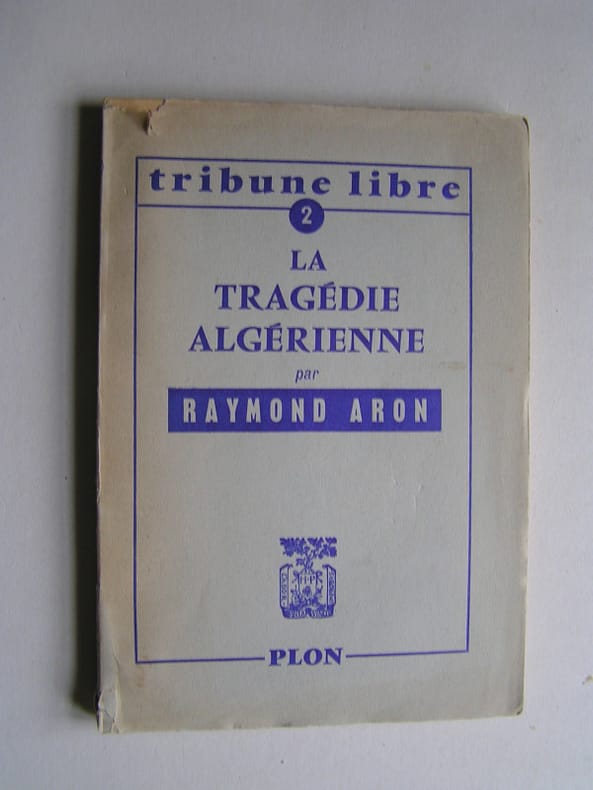 tribune libre
2
LA
TRAGÉDIE
ALGÉRIENNE
par
RAYMOND ARON
H-P
PLON